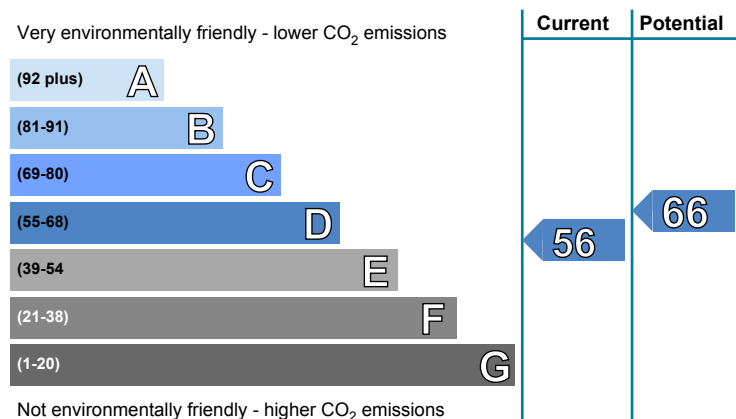 Current Potential
Very environmentally friendly - lower CO₂ emissions
(92 plus) A
(81-91) B
(69-80) C
66
(55-68) D
56
(39-54 E
(21-38) F
(1-20) G
Not environmentally friendly - higher CO₂ emissions